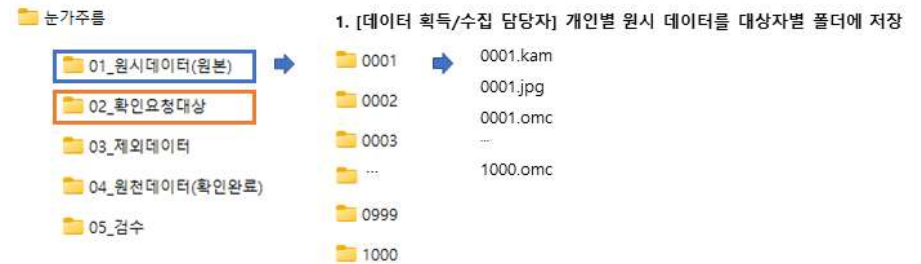 눈가주름
01_원시데이터(원본)
02_확인요청대상
03_제외데이터
04_원천데이터(확인완료)
05_검수
1. [데이터 획득/수집 담당자] 개인별 원시 데이터를 대상자별 폴더에 저장
0001
0002
0003
...
0999
1000
0001.kam
0001.jpg
0001.omc
...
1000.omc